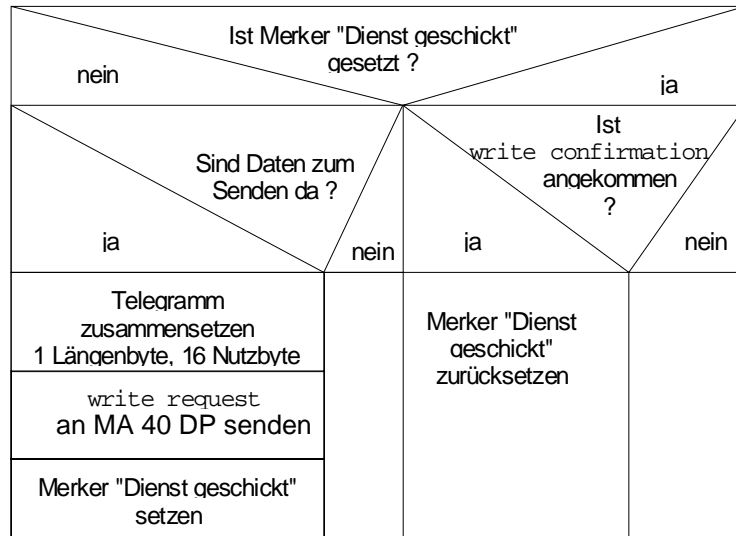 Ist Merker "Dienst geschickt"
gesetzt ?
nein
ja
Sind Daten zum
Senden da ?
ja
nein
Ist
write confirmation
angekommen
?
ja
nein
Telegramm
zusammensetzen
1 Längenbyte, 16 Nutzbyte
write request
an MA 40 DP senden
Merker "Dienst geschickt"
setzen
Merker "Dienst
geschickt"
zurücksetzen